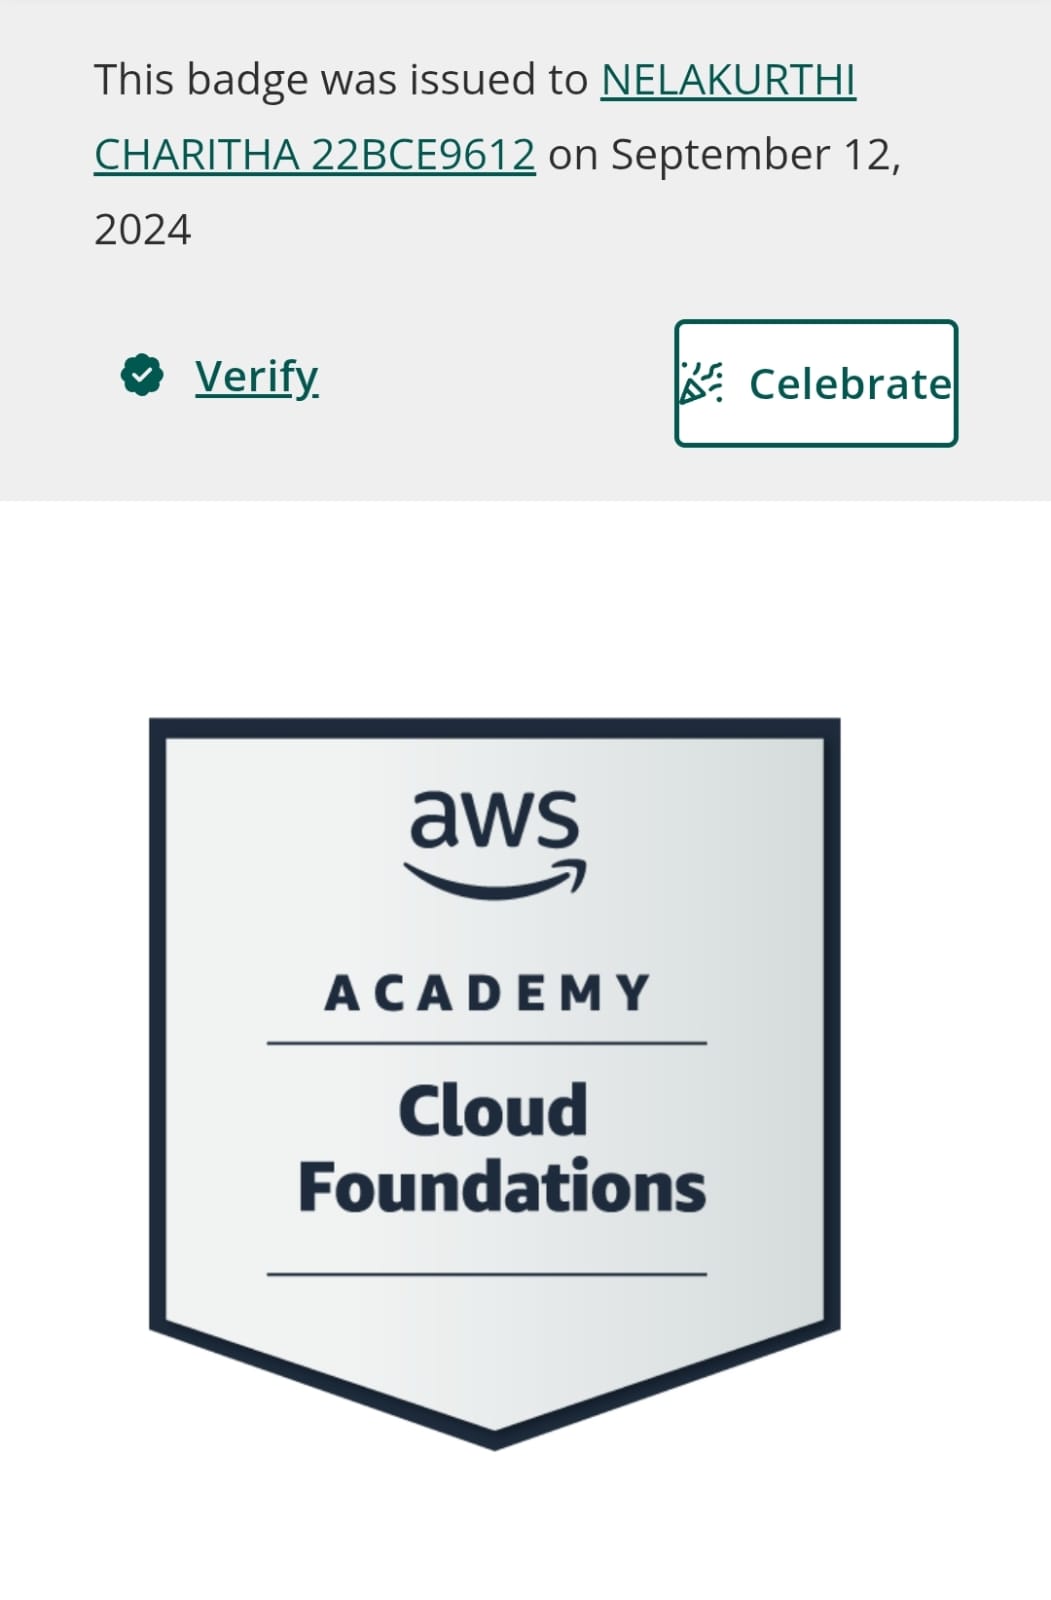 This badge was issued to NELAKURTHI
CHARITHA 22BCE9612 on September 12,
2024
Verify
Celebrate
aws
ACADEMY
Cloud
Foundations